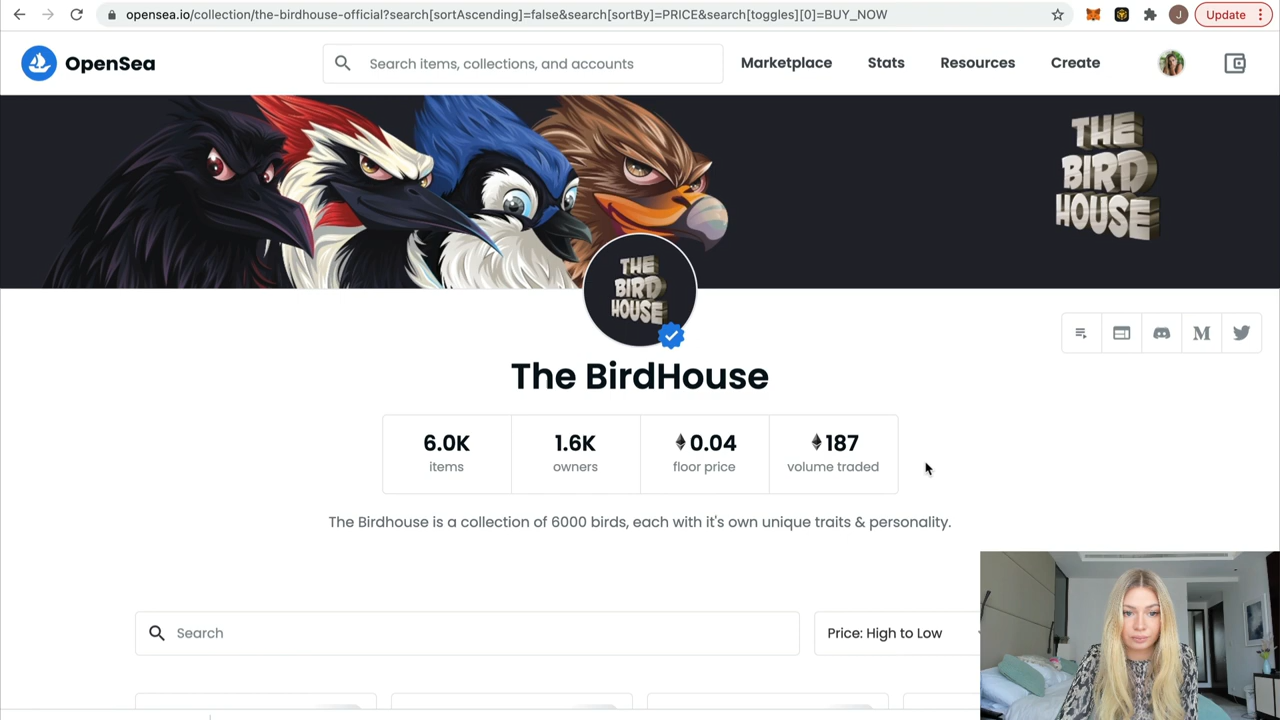 opensea.io/collection/the-birdhouse-official?search[sortAscending]=false&search[sortBy]=PRICE&search[toggles][0]=BUY_NOW
J
Update
OpenSea
Search items, collections, and accounts
Marketplace
Stats
Resources
Create
THE
BIRD
HOUSE
THE
BIRD
HOUSE
M
The BirdHouse
6.0K
items
1.6K
owners
0.04
floor price
187
volume traded
The Birdhouse is a collection of 6000 birds, each with it's own unique traits & personality.
Search
Price: High to Low